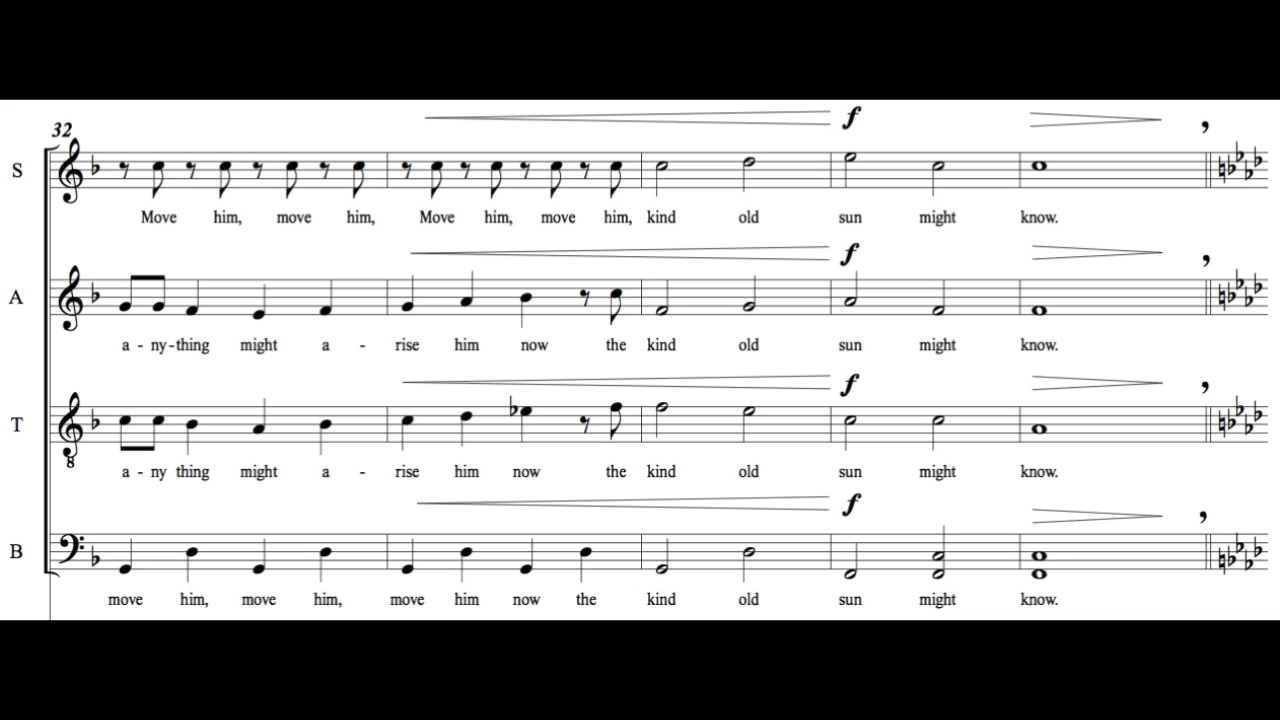 32
f
S
Move him, move him, Move him, move him, kind old sun might know.
f
A
a - ny - thing might a - rise him now the kind old sun might know.
f
T
8
a - ny thing might a - rise him now the kind old sun might know.
f
B
move him, move him, move him now the kind old sun might know.